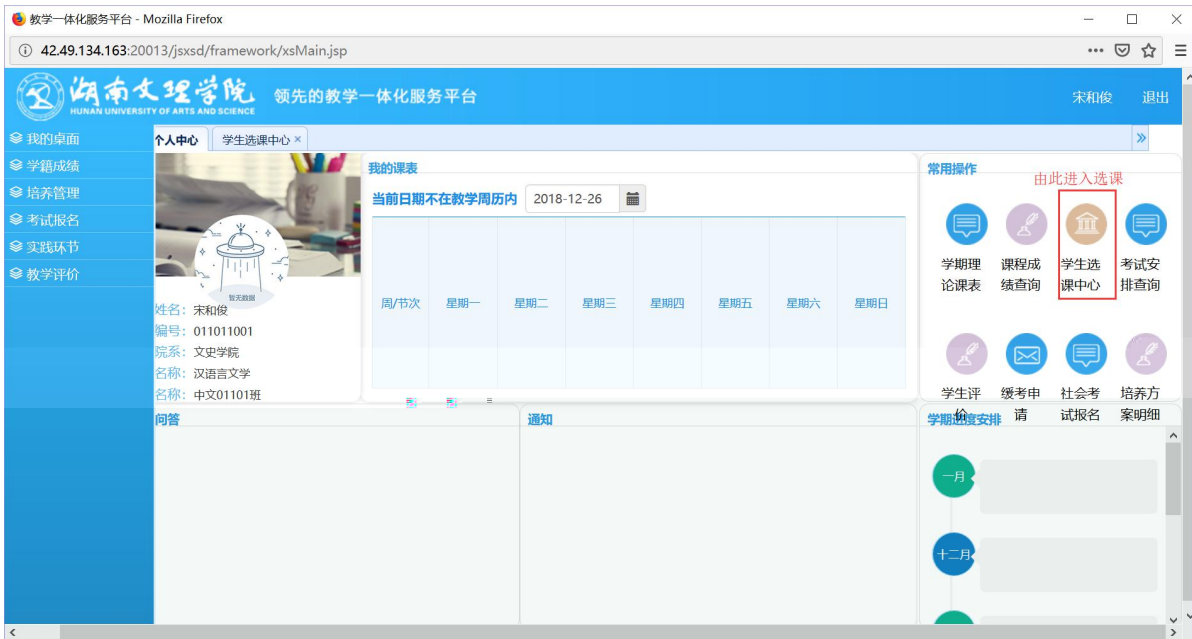 教学一体化服务平台 - Mozilla Firefox
42.49.134.163:20013/jsxsd/framework/xsMain.jsp
湖南文理学院
HUNAN UNIVERSITY OF ARTS AND SCIENCE
领先的教学一体化服务平台
宋和俊 退出
我的桌面
学籍成绩
培养管理
考试报名
实践环节
教学评价
个人中心 学生选课中心 ×
暂无数据
姓名：宋和俊
编号：011011001
院系：文史学院
名称：汉语言文学
名称：中文01101班
我的课表
当前日期不在教学周历内 2018-12-26
周/节次 星期一 星期二 星期三 星期四 星期五 星期六 星期日
常用操作
由此进入选课
学期理论课表
课程成绩查询
学生选课中心
考试安排查询
学生评价
缓考申请
社会考试报名
培养方案明细
问答
通知
学期进度安排
一月
十二月